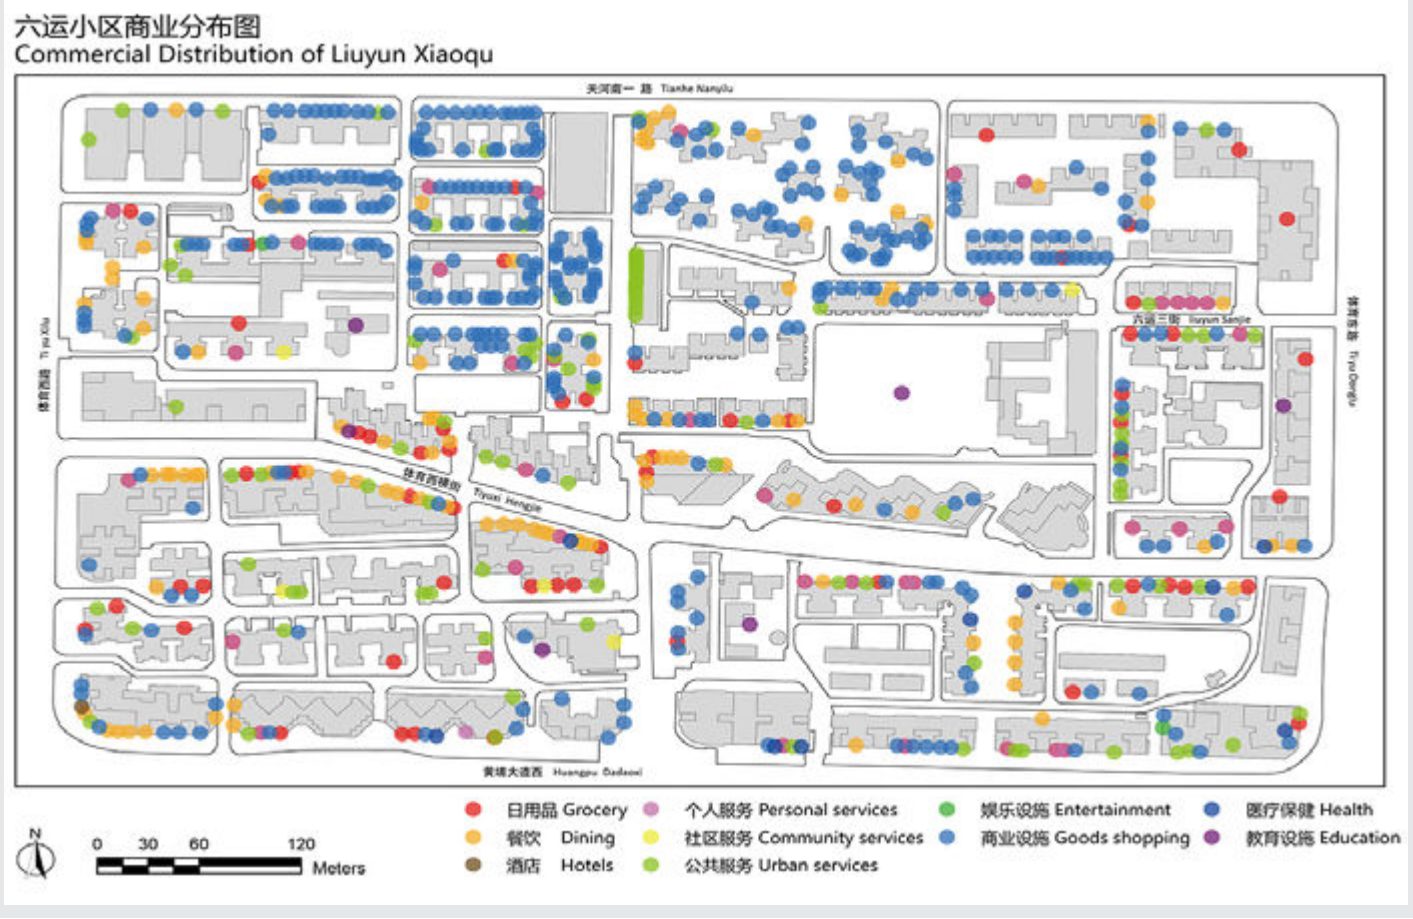 六运小区商业分布图
Commercial Distribution of Liuyun Xiaoqu
天河南一 路 Tianhe Nanyilu
体育西路 Tiyu Xilu
体育东路 Tiyu Donglu
六运三街 liuyun Sanjie
体育西横街 Tiyuxi Hengjie
黄埔大道西 Huangpu Dadaoxi
N
0 30 60 120
Meters
日用品 Grocery
个人服务 Personal services
娱乐设施 Entertainment
医疗保健 Health
餐饮 Dining
社区服务 Community services
商业设施 Goods shopping
教育设施 Education
酒店 Hotels
公共服务 Urban services